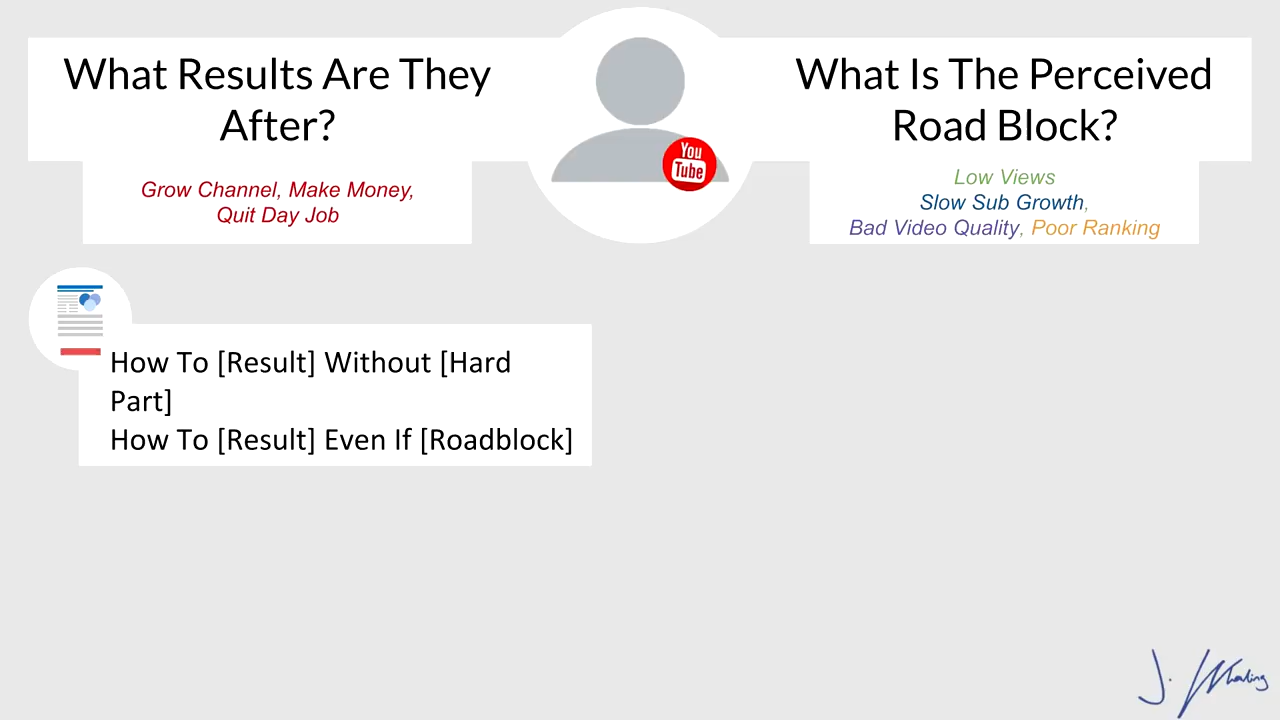 What Results Are They
After?
Grow Channel, Make Money,
Quit Day Job
You
Tube
What Is The Perceived
Road Block?
Low Views
Slow Sub Growth,
Bad Video Quality, Poor Ranking
How To [Result] Without [Hard
Part]
How To [Result] Even If [Roadblock]